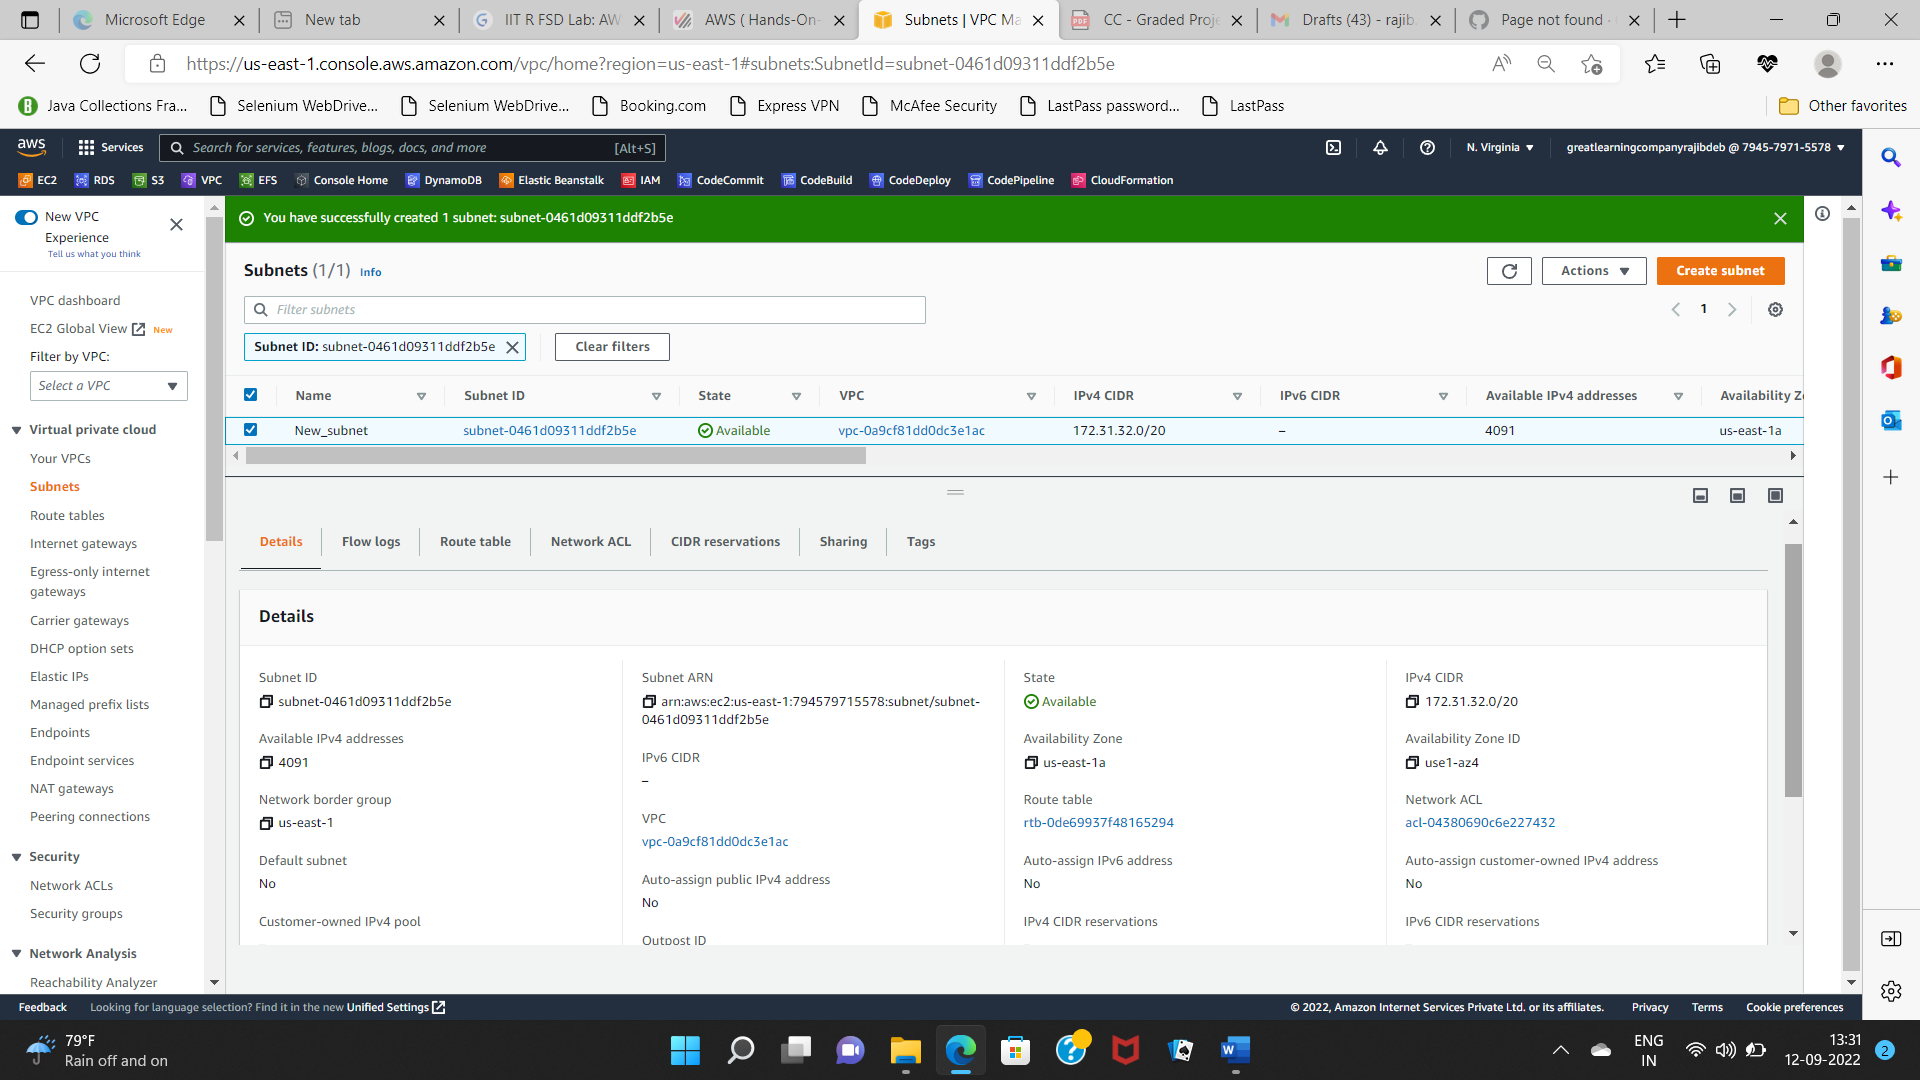 Microsoft Edge
New tab
IIT R FSD Lab: AW
AWS ( Hands-On-
Subnets | VPC Ma
CC - Graded Proje
Drafts (43) - rajib
Page not found ·
https://us-east-1.console.aws.amazon.com/vpc/home?region=us-east-1#subnets:SubnetId=subnet-0461d09311ddf2b5e
Java Collections Fra...
Selenium WebDrive...
Selenium WebDrive...
Booking.com
Express VPN
McAfee Security
LastPass password...
LastPass
Other favorites
aws
Services
Search for services, features, blogs, docs, and more
[Alt+S]
N. Virginia
greatlearningcompanyrajibdeb @ 7945-7971-5578
EC2
RDS
S3
VPC
EFS
Console Home
DynamoDB
Elastic Beanstalk
IAM
CodeCommit
CodeBuild
CodeDeploy
CodePipeline
CloudFormation
New VPC
Experience
Tell us what you think
VPC dashboard
EC2 Global View New
Filter by VPC:
Select a VPC
Virtual private cloud
Your VPCs
Subnets
Route tables
Internet gateways
Egress-only internet
gateways
Carrier gateways
DHCP option sets
Elastic IPs
Managed prefix lists
Endpoints
Endpoint services
NAT gateways
Peering connections
Security
Network ACLs
Security groups
Network Analysis
Reachability Analyzer
You have successfully created 1 subnet: subnet-0461d09311ddf2b5e
Subnets (1/1) Info
Actions
Create subnet
Filter subnets
1
Subnet ID: subnet-0461d09311ddf2b5e
Clear filters
Name
Subnet ID
State
VPC
IPv4 CIDR
IPv6 CIDR
Available IPv4 addresses
Availability Z
New_subnet
subnet-0461d09311ddf2b5e
Available
vpc-0a9cf81dd0dc3e1ac
172.31.32.0/20
–
4091
us-east-1a
Details
Flow logs
Route table
Network ACL
CIDR reservations
Sharing
Tags
Details
Subnet ID
subnet-0461d09311ddf2b5e
Available IPv4 addresses
4091
Network border group
us-east-1
Default subnet
No
Customer-owned IPv4 pool
Subnet ARN
arn:aws:ec2:us-east-1:794579715578:subnet/subnet-
0461d09311ddf2b5e
IPv6 CIDR
–
VPC
vpc-0a9cf81dd0dc3e1ac
Auto-assign public IPv4 address
No
Outpost ID
State
Available
Availability Zone
us-east-1a
Route table
rtb-0de69937f48165294
Auto-assign IPv6 address
No
IPv4 CIDR reservations
IPv4 CIDR
172.31.32.0/20
Availability Zone ID
use1-az4
Network ACL
acl-04380690c6e227432
Auto-assign customer-owned IPv4 address
No
IPv6 CIDR reservations
Feedback
Looking for language selection? Find it in the new Unified Settings
© 2022, Amazon Internet Services Private Ltd. or its affiliates.
Privacy
Terms
Cookie preferences
79°F
Rain off and on
ENG
IN
13:31
12-09-2022
2